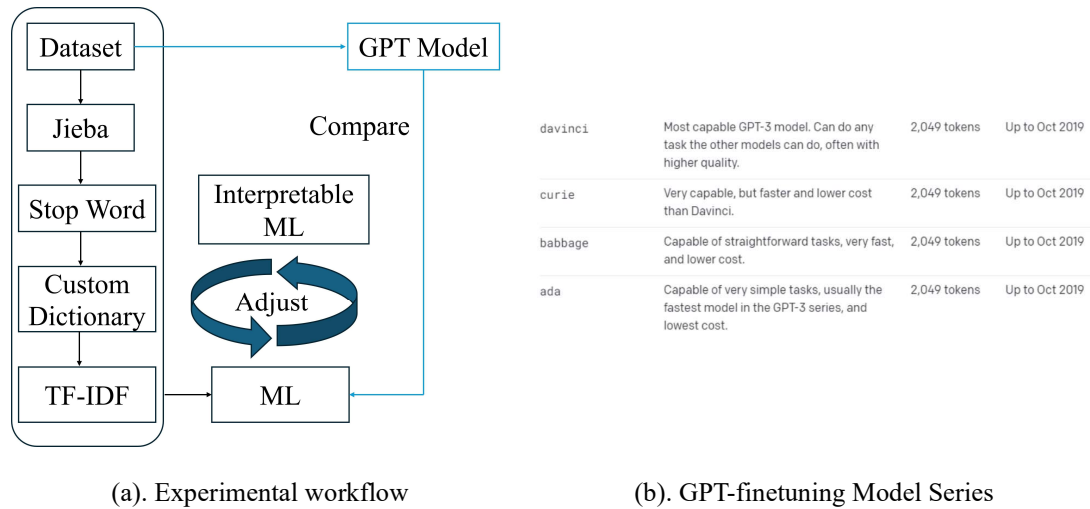 Dataset
GPT Model
Jieba
Compare
Stop Word
Interpretable
ML
Custom
Dictionary
Adjust
TF-IDF
ML
davinci
Most capable GPT-3 model. Can do any
task the other models can do, often with
higher quality.
2,049 tokens
Up to Oct 2019
curie
Very capable, but faster and lower cost
than Davinci.
2,049 tokens
Up to Oct 2019
babbage
Capable of straightforward tasks, very fast,
and lower cost.
2,049 tokens
Up to Oct 2019
ada
Capable of very simple tasks, usually the
fastest model in the GPT-3 series, and
lowest cost.
2,049 tokens
Up to Oct 2019
(a). Experimental workflow
(b). GPT-finetuning Model Series